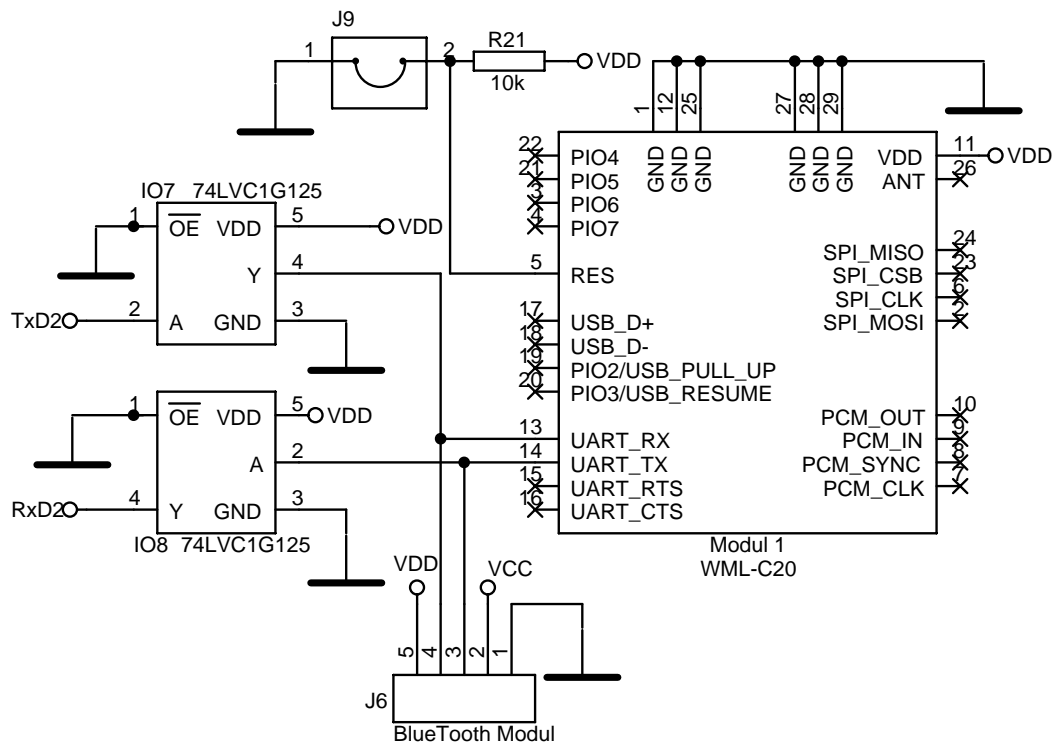 J9
1
2
R21
10k
VDD
1
12
25
27
28
29
GND
GND
GND
GND
GND
GND
22
PIO4
21
PIO5
3
PIO6
4
PIO7
5
RES
17
USB_D+
18
USB_D-
19
PIO2/USB_PULL_UP
20
PIO3/USB_RESUME
13
UART_RX
14
UART_TX
15
UART_RTS
16
UART_CTS
VDD
11
VDD
ANT
26
SPI_MISO
24
SPI_CSB
23
SPI_CLK
6
SPI_MOSI
2
PCM_OUT
10
PCM_IN
9
PCM_SYNC
8
PCM_CLK
7
Modul 1
WML-C20
IO7 74LVC1G125
1
OE
VDD
5
VDD
Y
4
TxD2
2
A
GND
3
1
OE
VDD
5
VDD
A
2
RxD2
4
Y
GND
3
IO8 74LVC1G125
VDD
VCC
5
4
3
2
1
J6
BlueTooth Modul